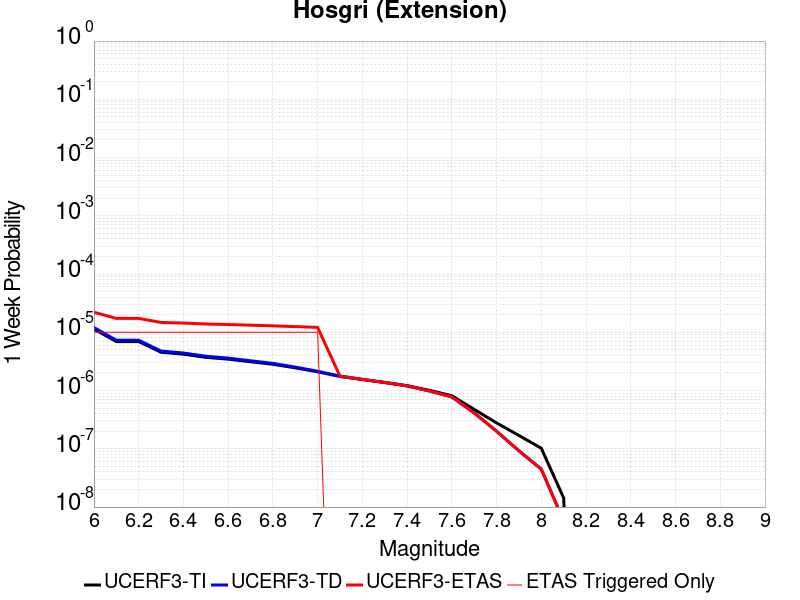 Hosgri (Extension)
10^0
10^-1
10^-2
10^-3
10^-4
10^-5
10^-6
10^-7
10^-8
1 Week Probability
6 6.2 6.4 6.6 6.8 7 7.2 7.4 7.6 7.8 8 8.2 8.4 8.6 8.8 9
Magnitude
UCERF3-TI UCERF3-TD UCERF3-ETAS ETAS Triggered Only